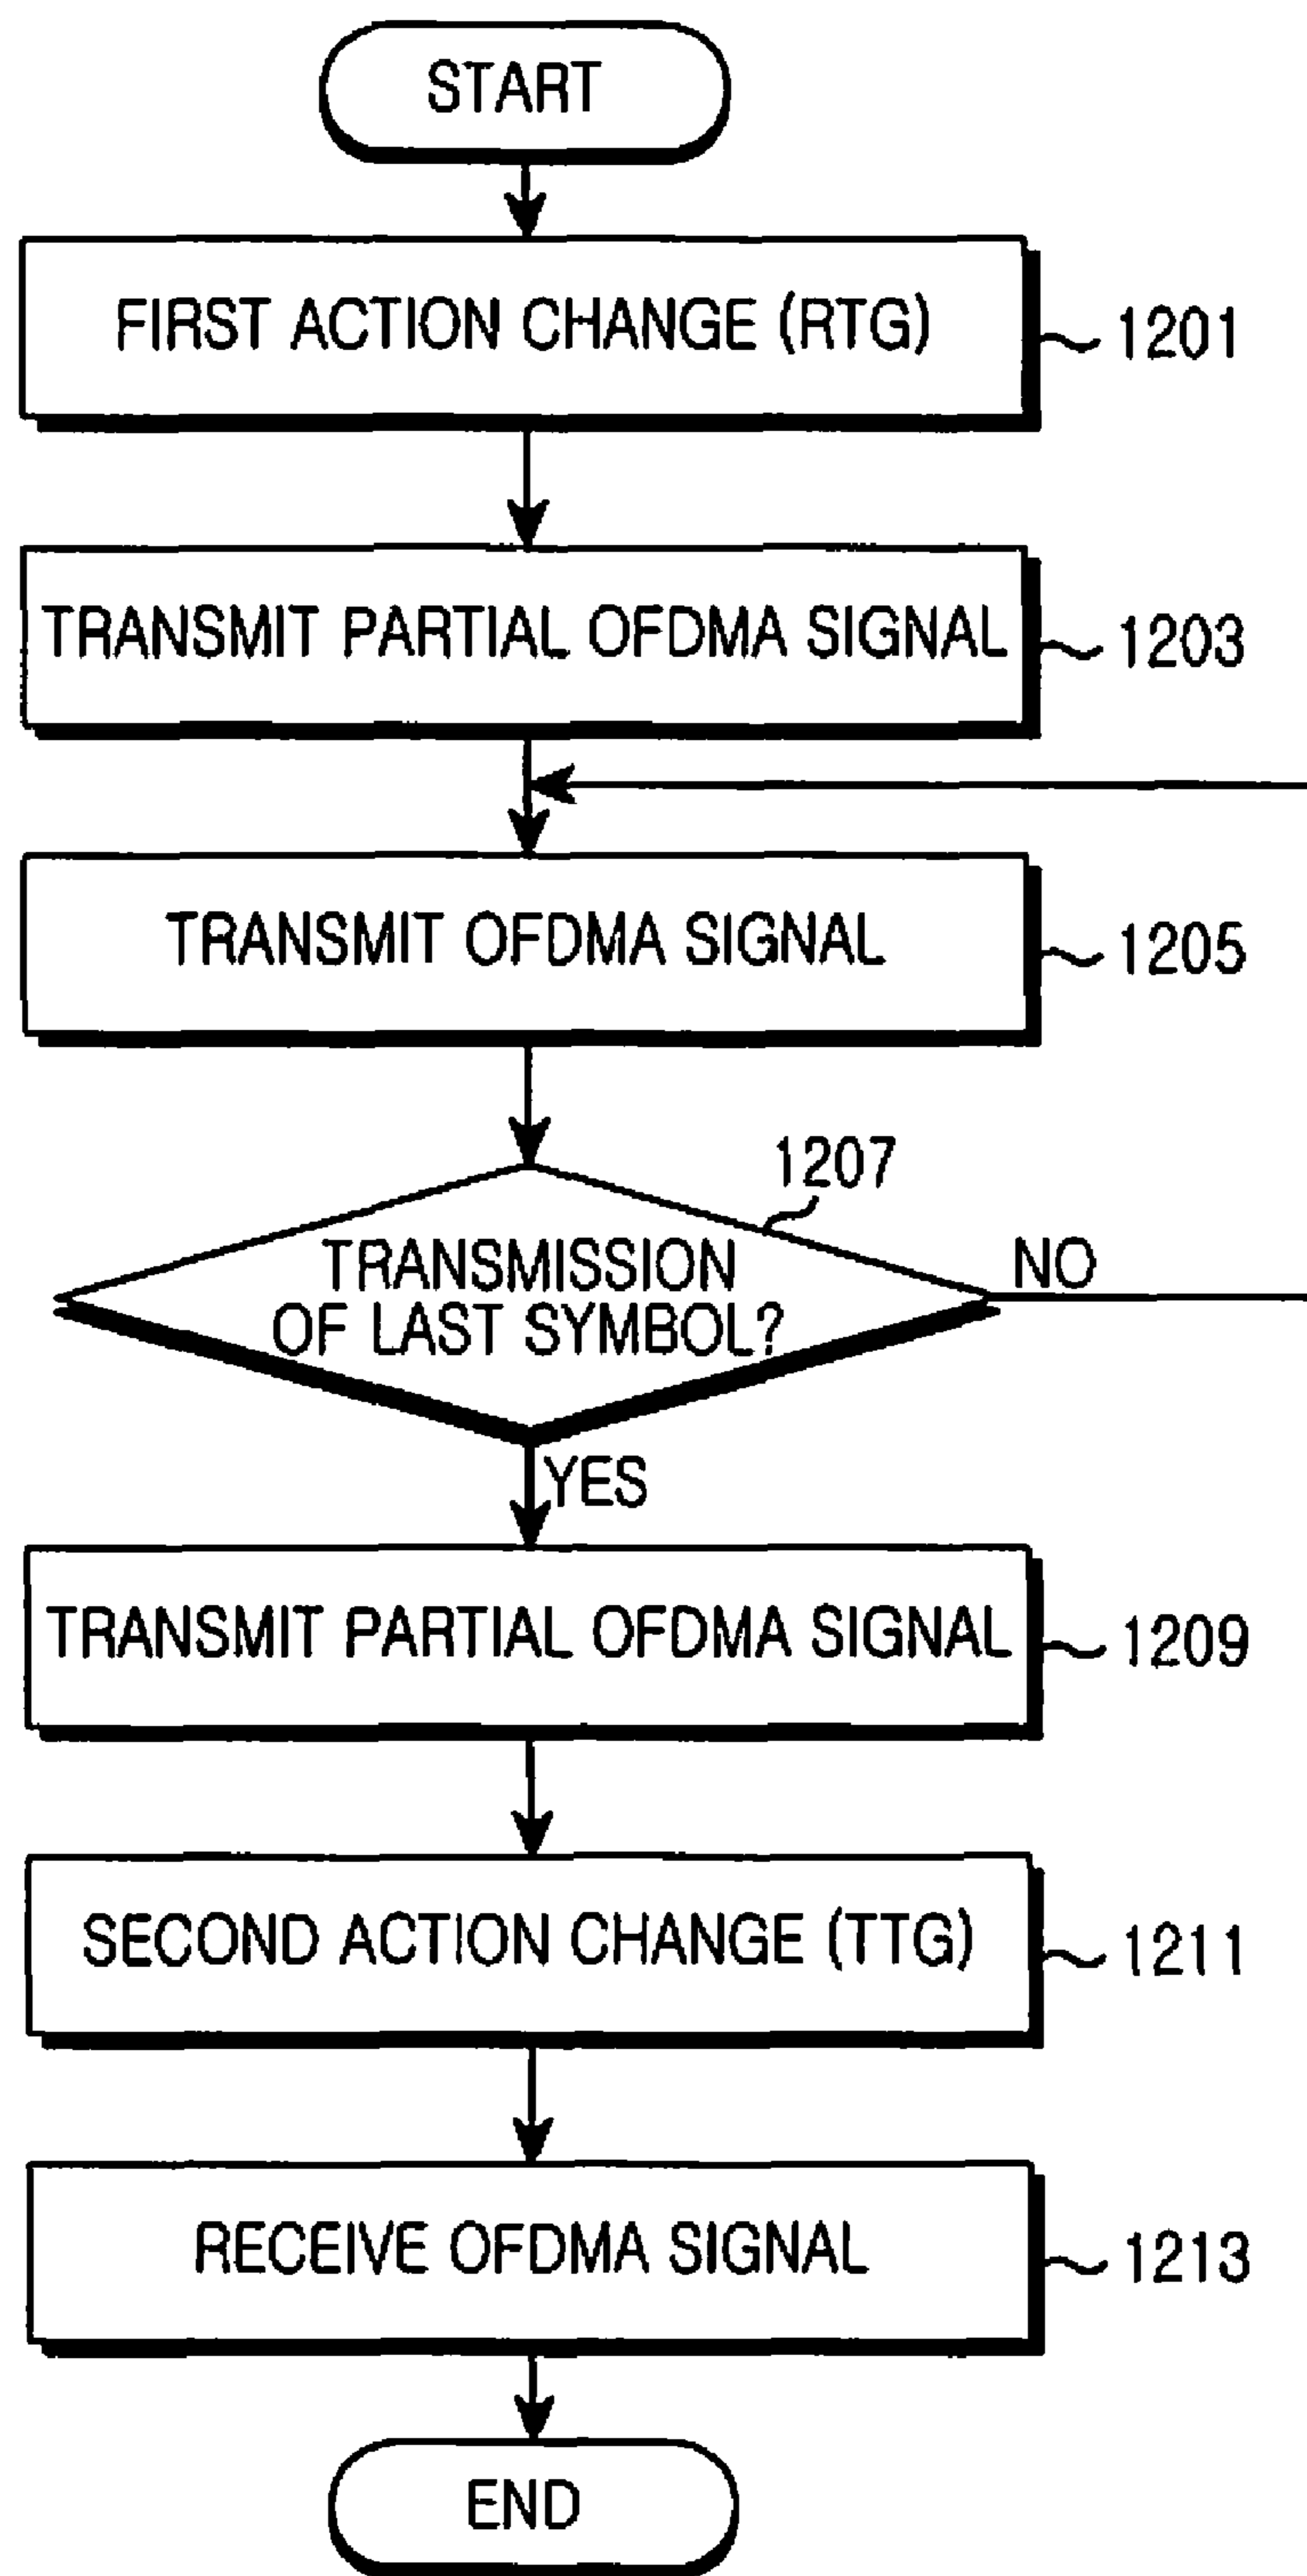 START
FIRST ACTION CHANGE (RTG)
1201
TRANSMIT PARTIAL OFDMA SIGNAL
1203
TRANSMIT OFDMA SIGNAL
1205
1207
TRANSMISSION
OF LAST SYMBOL?
NO
YES
TRANSMIT PARTIAL OFDMA SIGNAL
1209
SECOND ACTION CHANGE (TTG)
1211
RECEIVE OFDMA SIGNAL
1213
END